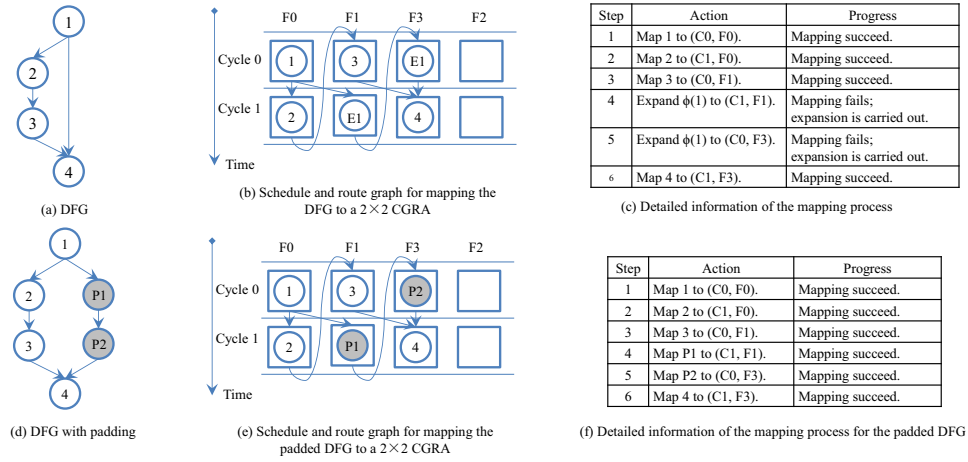 1
2
3
4
(a) DFG
F0 F1 F3 F2
Cycle 0
1 3 E1
Cycle 1
2 E1 4
Time
(b) Schedule and route graph for mapping the
DFG to a 2×2 CGRA
Step Action Progress
1 Map 1 to (C0, F0). Mapping succeed.
2 Map 2 to (C1, F0). Mapping succeed.
3 Map 3 to (C0, F1). Mapping succeed.
4 Expand ϕ(1) to (C1, F1). Mapping fails;
expansion is carried out.
5 Expand ϕ(1) to (C0, F3). Mapping fails;
expansion is carried out.
6 Map 4 to (C1, F3). Mapping succeed.
(c) Detailed information of the mapping process
1
2 P1
3 P2
4
(d) DFG with padding
F0 F1 F3 F2
Cycle 0
1 3 P2
Cycle 1
2 P1 4
Time
(e) Schedule and route graph for mapping the
padded DFG to a 2×2 CGRA
Step Action Progress
1 Map 1 to (C0, F0). Mapping succeed.
2 Map 2 to (C1, F0). Mapping succeed.
3 Map 3 to (C0, F1). Mapping succeed.
4 Map P1 to (C1, F1). Mapping succeed.
5 Map P2 to (C0, F3). Mapping succeed.
6 Map 4 to (C1, F3). Mapping succeed.
(f) Detailed information of the mapping process for the padded DFG